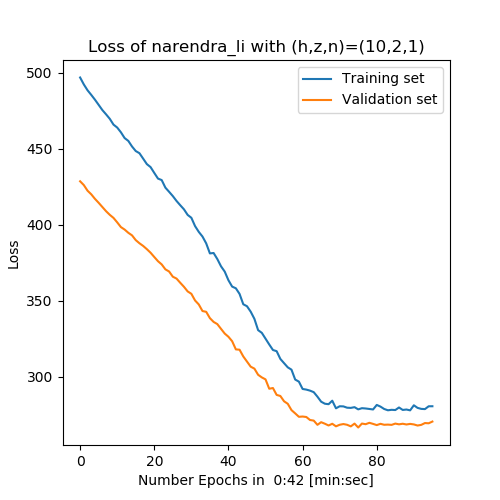 Loss of narendra_li with (h,z,n)=(10,2,1)
Training set
Validation set
500
450
400
350
300
Loss
0
20
40
60
80
Number Epochs in  0:42 [min:sec]